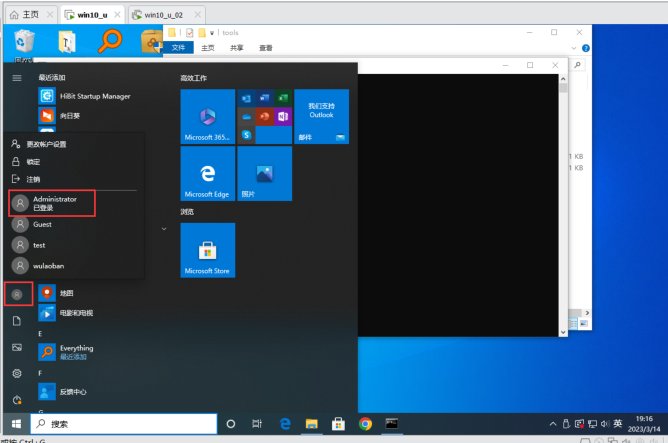 主页
win10_u
win10_u_02
tools
文件
主页
共享
查看
最近添加
高效工作
HiBit Startup Manager
向日葵
Microsoft 365...
我们支持
Outlook
邮件
更改帐户设置
锁定
注销
Administrator
已登录
Guest
test
wulaoban
Microsoft Edge
照片
浏览
Microsoft Store
1 KB
1 KB
地图
电影和电视
E
Everything
最近添加
F
反馈中心
搜索
英
19:16
2023/3/14